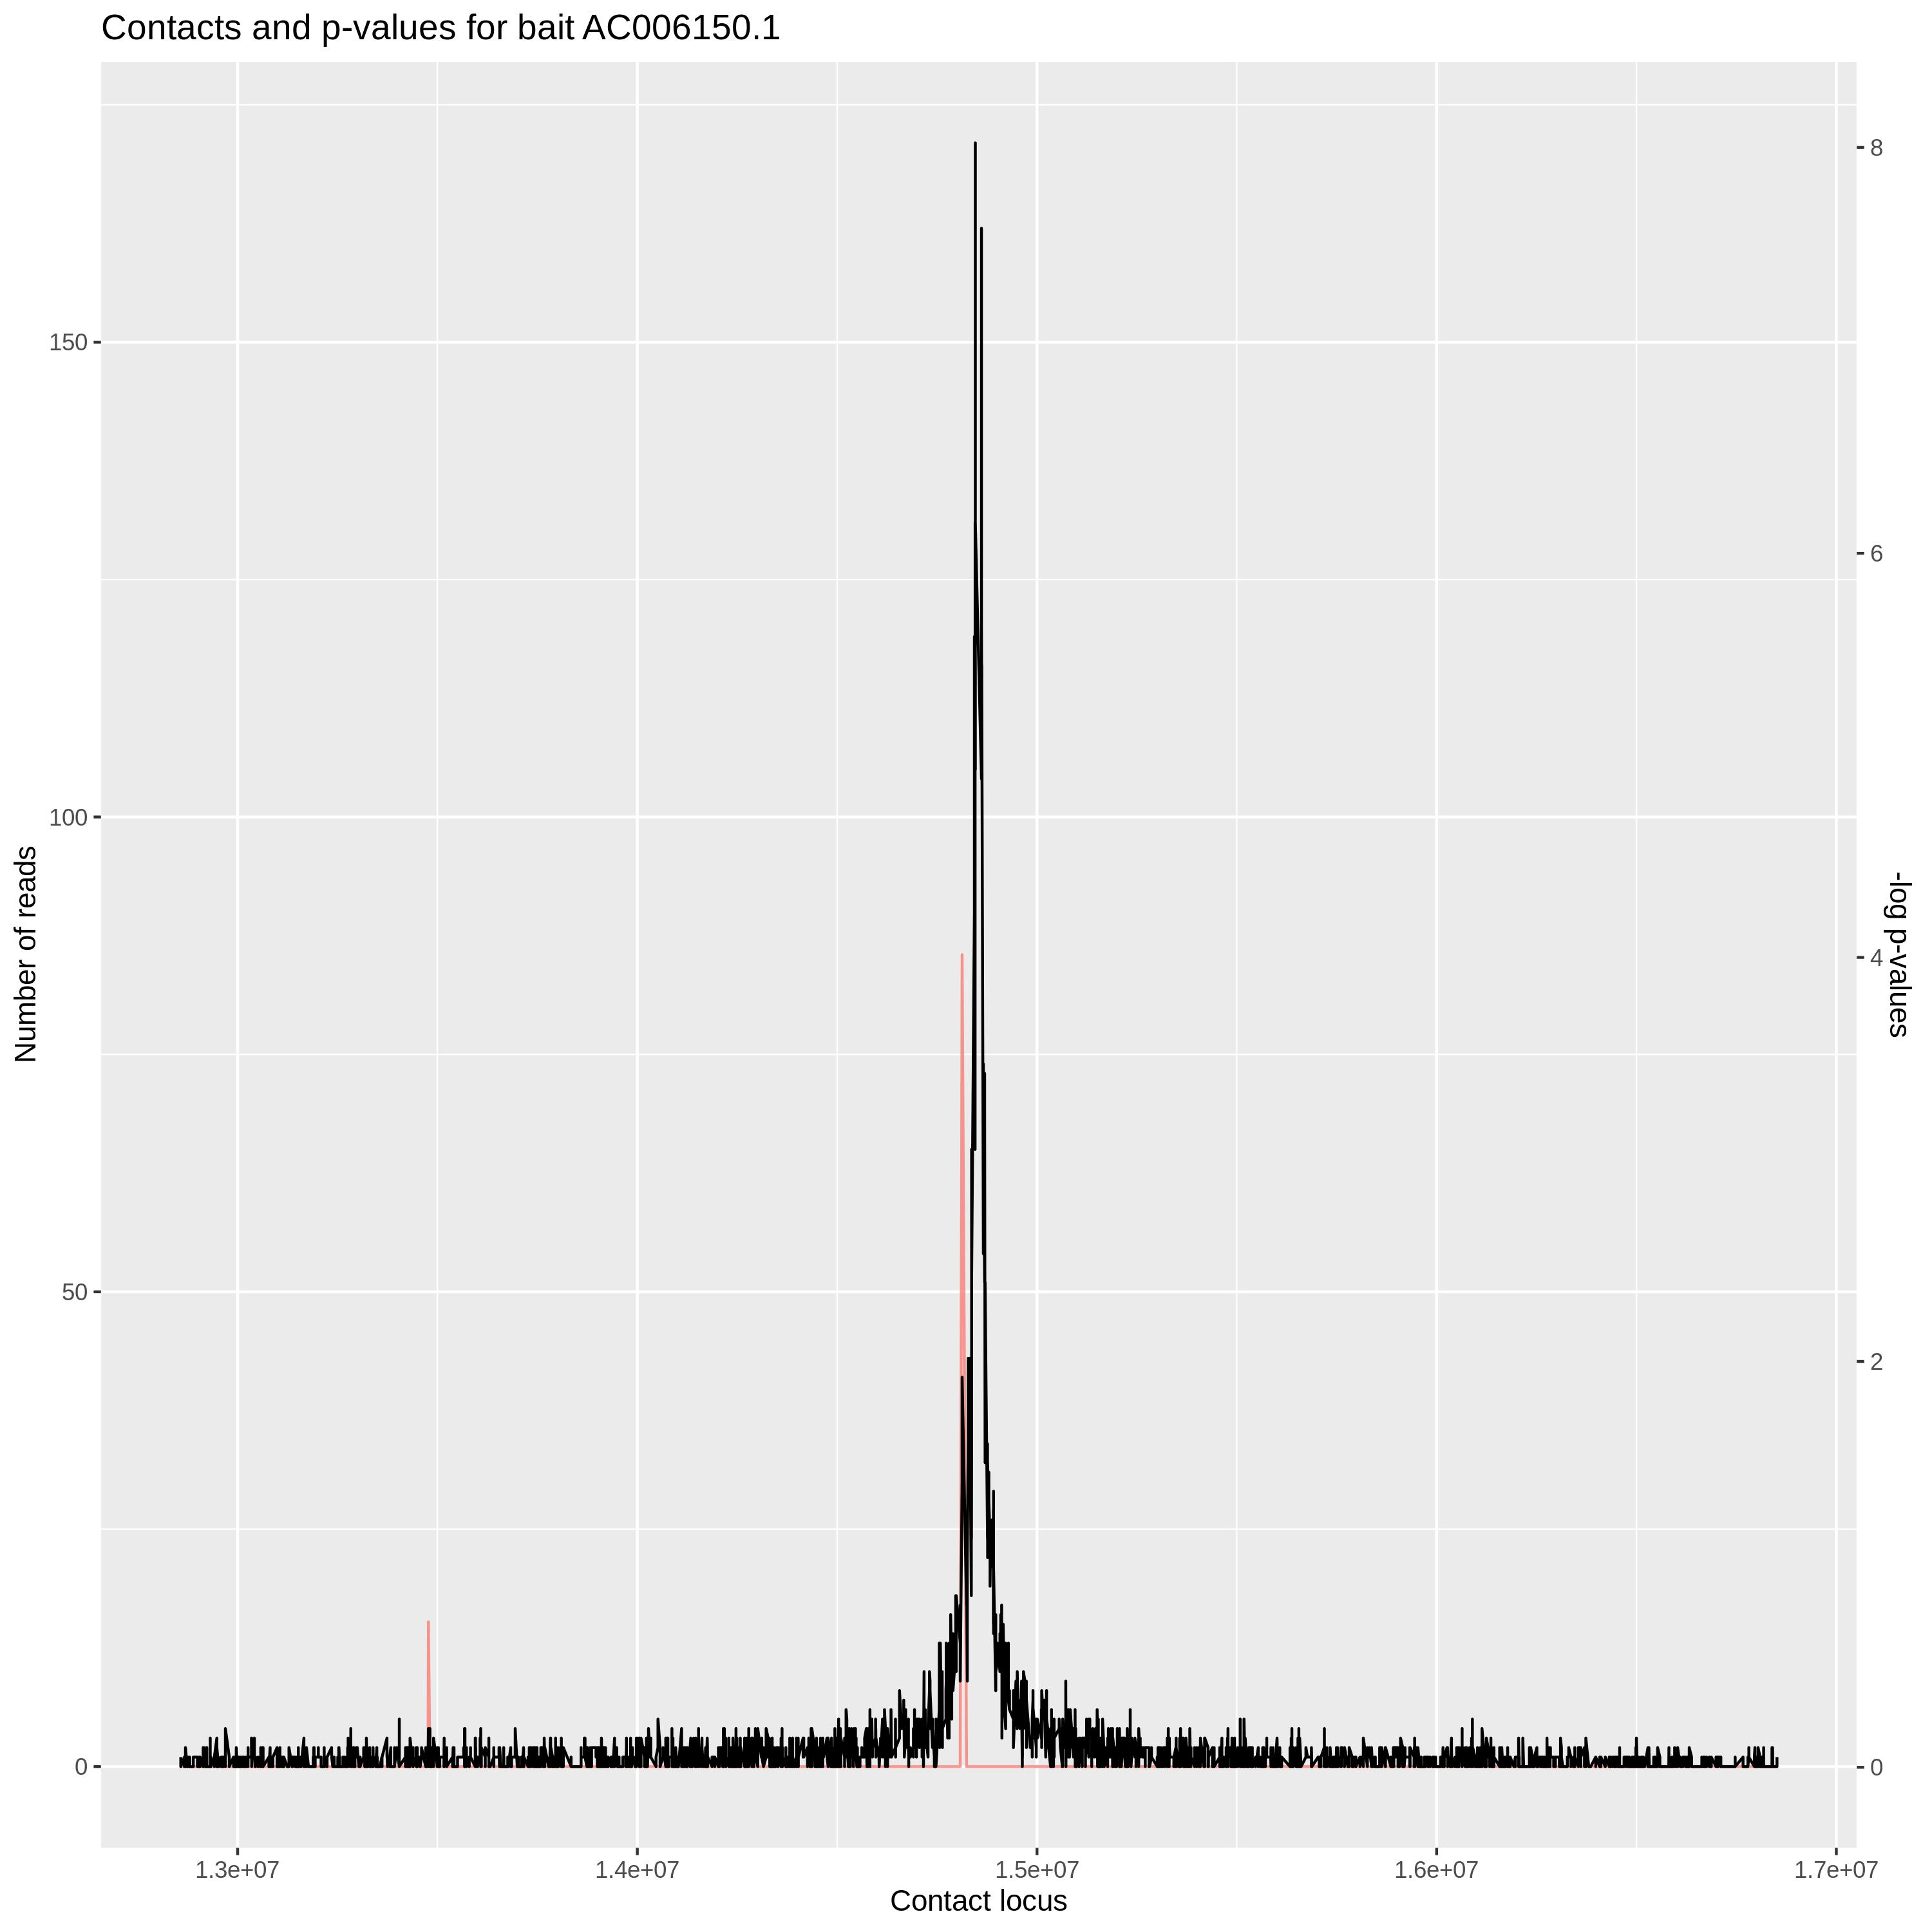 Contacts and p-values for bait AC006150.1
150
100
50
0
8
6
4
2
0
Number of reads
-log p-values
1.3e+07
1.4e+07
1.5e+07
1.6e+07
1.7e+07
Contact locus